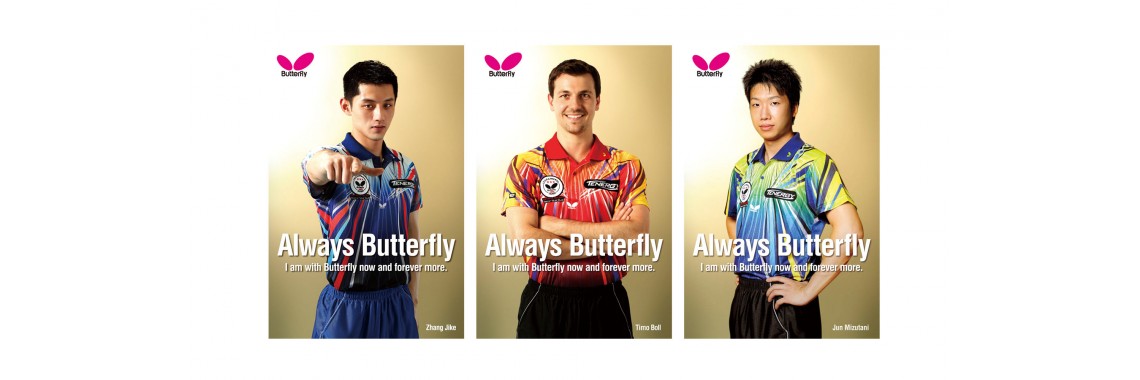 Butterfly
TENERGY
Always Butterfly
I am with Butterfly now and forever more.
Zhang Jike
Butterfly
TENERGY
Always Butterfly
I am with Butterfly now and forever more.
Timo Boll
Butterfly
TENERGY
Always Butterfly
I am with Butterfly now and forever more.
Jun Mizutani